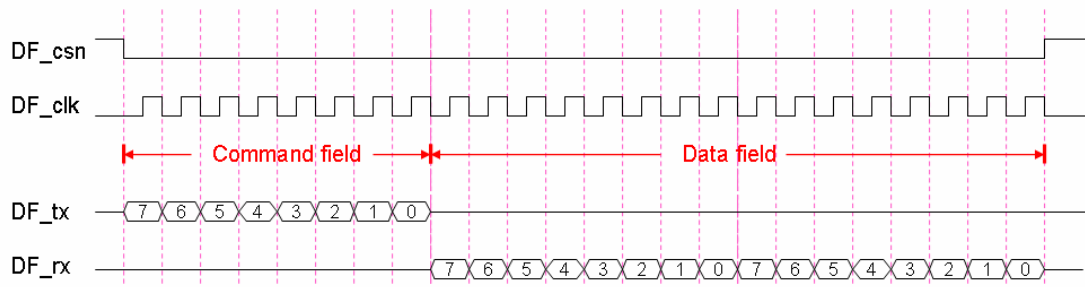 DF_csn
DF_clk
Command field Data field
DF_tx 7 6 5 4 3 2 1 0
DF_rx 7 6 5 4 3 2 1 0 7 6 5 4 3 2 1 0